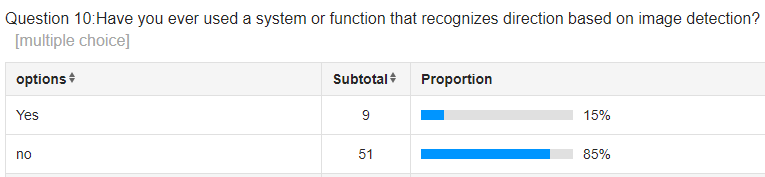 Question 10:Have you ever used a system or function that recognizes direction based on image detection?
[multiple choice]
options Subtotal Proportion
Yes 9 15%
no 51 85%